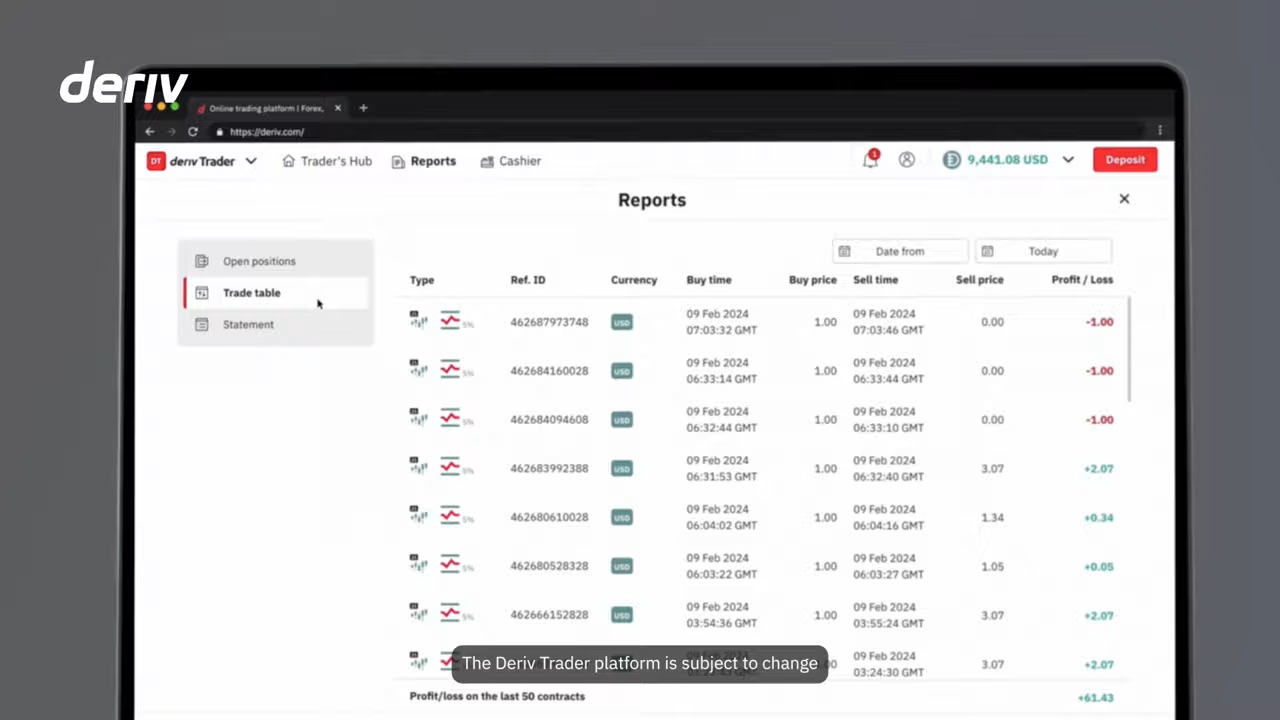 deriv
Online trading platform | Forex,
https://deriv.com/
DT deriv Trader Trader's Hub Reports Cashier 1 9,441.08 USD Deposit
Reports
Open positions
Trade table
Statement
Date from Today
Type Ref. ID Currency Buy time Buy price Sell time Sell price Profit / Loss
5% 462687973748 USD 09 Feb 2024 07:03:32 GMT 1.00 09 Feb 2024 07:03:46 GMT 0.00 -1.00
5% 462684160028 USD 09 Feb 2024 06:33:14 GMT 1.00 09 Feb 2024 06:33:44 GMT 0.00 -1.00
5% 462684094608 USD 09 Feb 2024 06:32:44 GMT 1.00 09 Feb 2024 06:33:10 GMT 0.00 -1.00
5% 462683992388 USD 09 Feb 2024 06:31:53 GMT 1.00 09 Feb 2024 06:32:40 GMT 3.07 +2.07
5% 462680610028 USD 09 Feb 2024 06:04:02 GMT 1.00 09 Feb 2024 06:04:16 GMT 1.34 +0.34
5% 462680528328 USD 09 Feb 2024 06:03:22 GMT 1.00 09 Feb 2024 06:03:27 GMT 1.05 +0.05
5% 462666152828 USD 09 Feb 2024 03:54:36 GMT 1.00 09 Feb 2024 03:55:24 GMT 3.07 +2.07
09 Feb 2024 03:24:30 GMT 3.07 +2.07
The Deriv Trader platform is subject to change
Profit/loss on the last 50 contracts +61.43